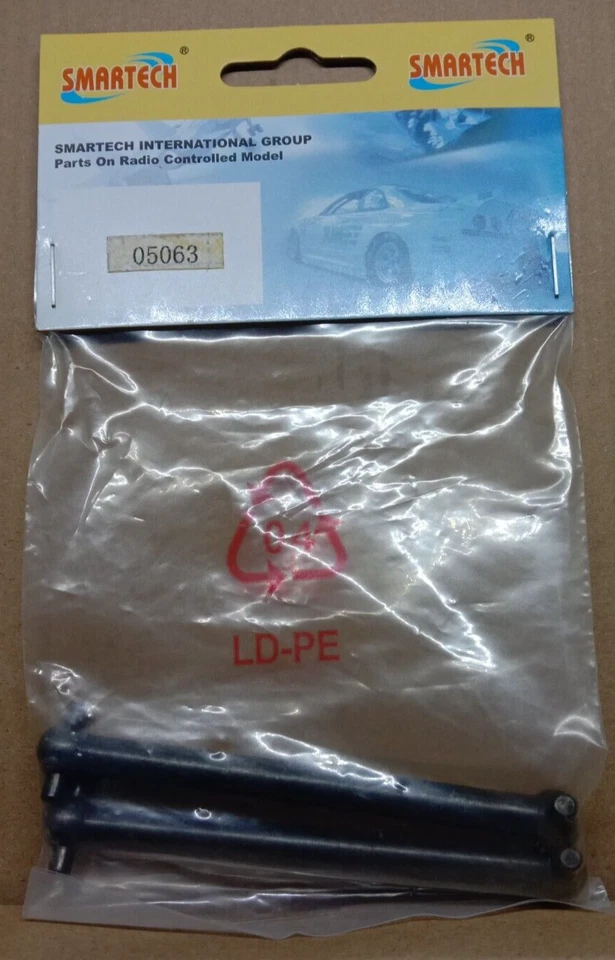 SMARTECH ®
SMARTECH ®
SMARTECH INTERNATIONAL GROUP
Parts On Radio Controlled Model
05063
04
LD-PE